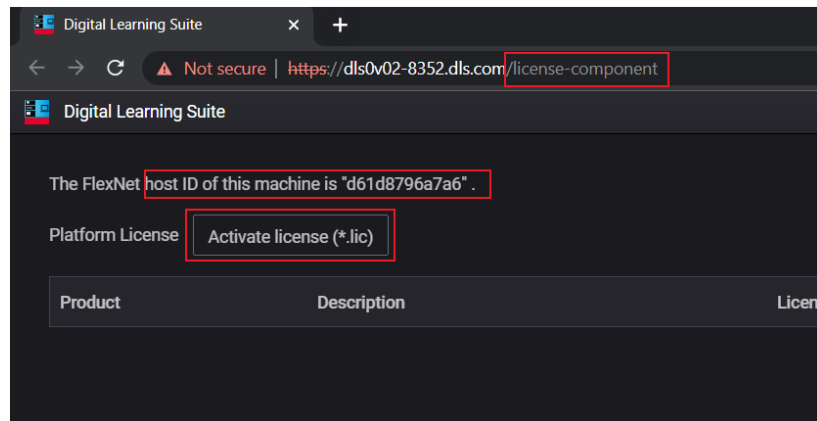 Digital Learning Suite
Not secure | https://dls0v02-8352.dls.com/license-component
Digital Learning Suite
The FlexNet host ID of this machine is "d61d8796a7a6" .
Platform License Activate license (*.lic)
Product Description Licen